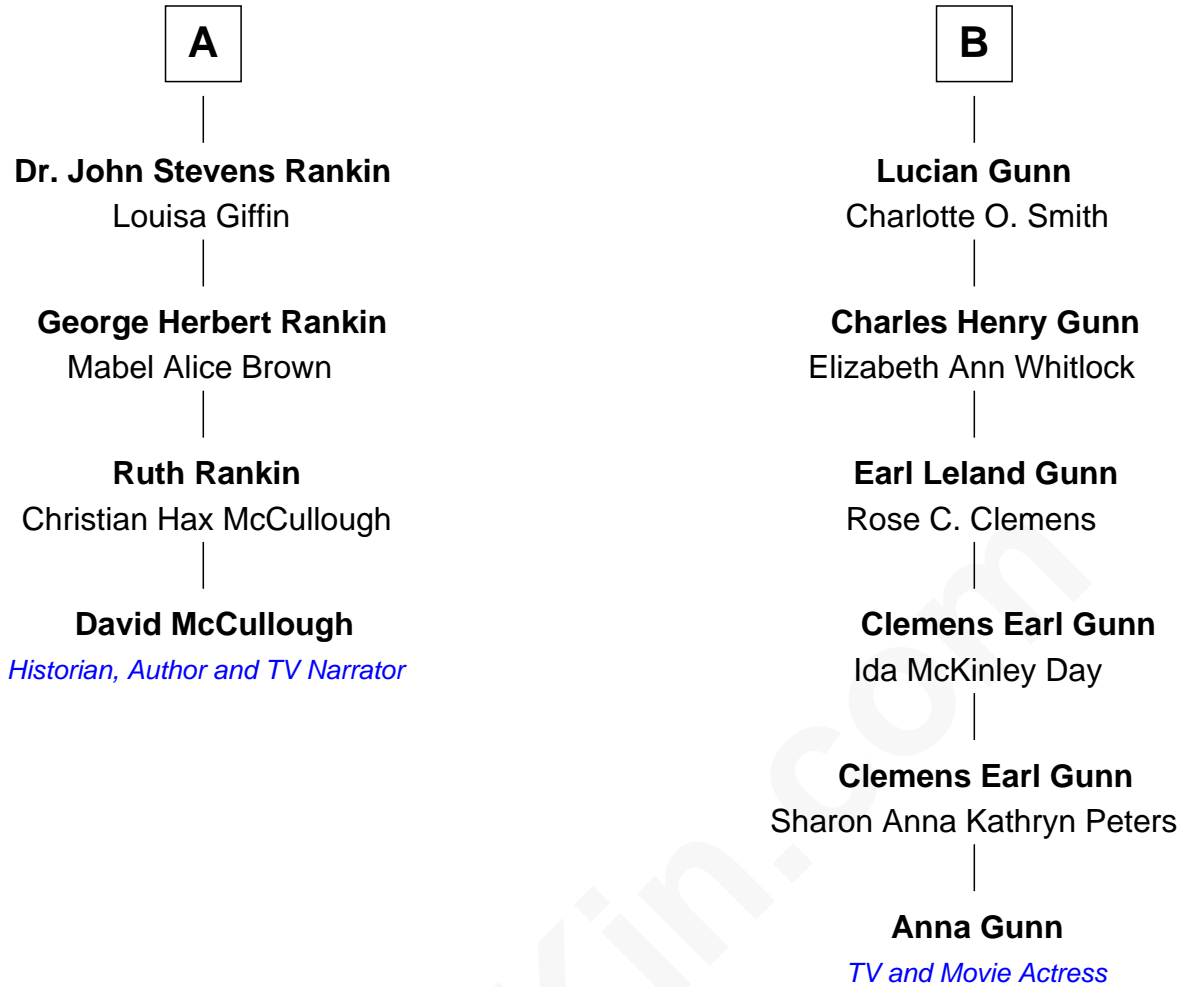 A
Dr. John Stevens Rankin
Louisa Giffin
George Herbert Rankin
Mabel Alice Brown
Ruth Rankin
Christian Hax McCullough
David McCullough
Historian, Author and TV Narrator
B
Lucian Gunn
Charlotte O. Smith
Charles Henry Gunn
Elizabeth Ann Whitlock
Earl Leland Gunn
Rose C. Clemens
Clemens Earl Gunn
Ida McKinley Day
Clemens Earl Gunn
Sharon Anna Kathryn Peters
Anna Gunn
TV and Movie Actress
Kin.com